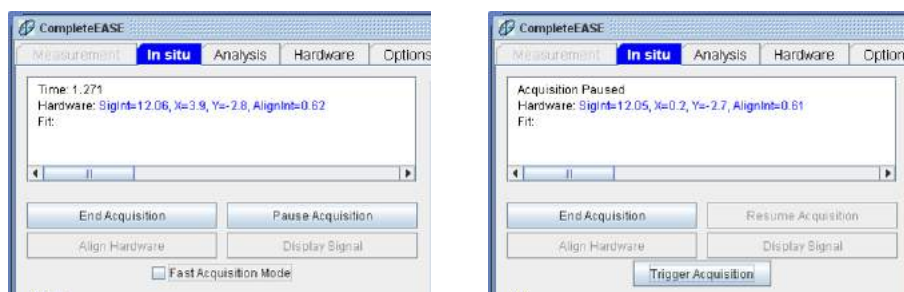 CompleteEASE
Measurement In situ Analysis Hardware Options
Time: 1.271
Hardware: SigInt=12.06, X=3.9, Y=-2.8, AlignInt=0.62
Fit:
End Acquisition Pause Acquisition
Align Hardware Display Signal
Fast Acquisition Mode
CompleteEASE
Measurement In situ Analysis Hardware Option
Acquisition Paused
Hardware: SigInt=12.05, X=0.2, Y=-2.7, AlignInt=0.61
Fit:
End Acquisition Resume Acquisition
Align Hardware Display Signal
Trigger Acquisition